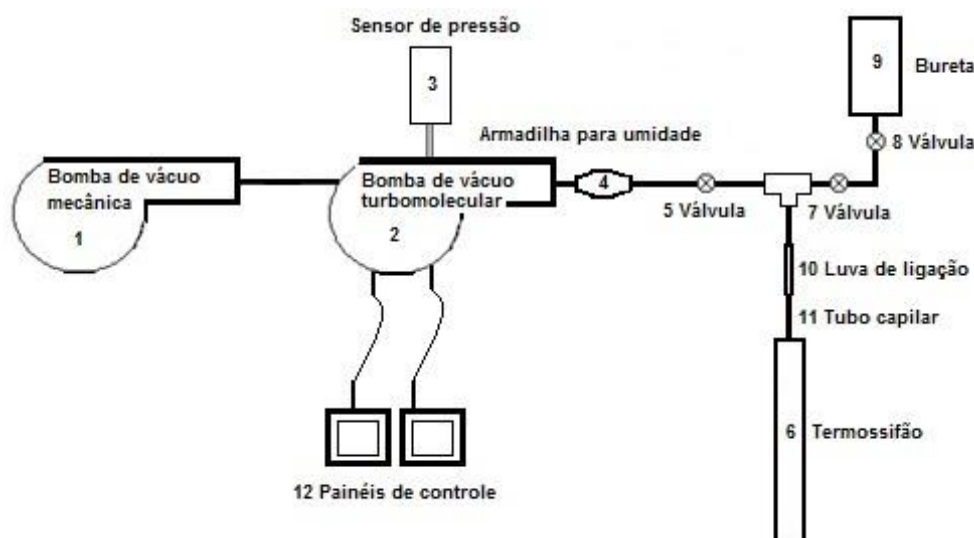 Sensor de pressão
3
9
Bureta
Armadilha para umidade
8 Válvula
Bomba de vácuo
mecânica
1
Bomba de vácuo
turbomolecular
2
4
5 Válvula
7 Válvula
10 Luva de ligação
11 Tubo capilar
6
Termossifão
12 Painéis de controle